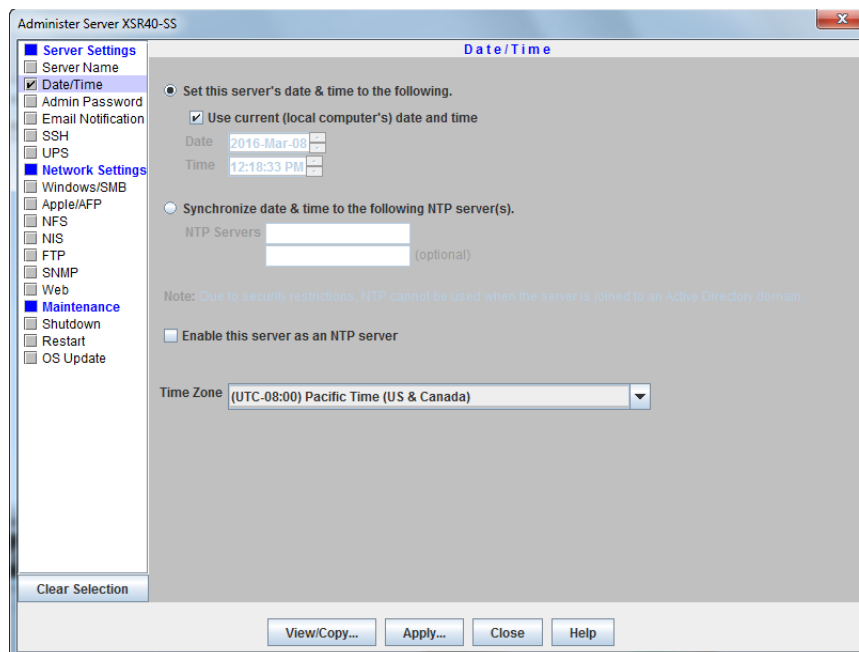 Administer Server XSR40-SS
Server Settings
Server Name
Date/Time
Admin Password
Email Notification
SSH
UPS
Network Settings
Windows/SMB
Apple/AFP
NFS
NIS
FTP
SNMP
Web
Maintenance
Shutdown
Restart
OS Update
Clear Selection
Date/Time
Set this server's date & time to the following.
Use current (local computer's) date and time
Date 2016-Mar-08
Time 12:18:33 PM
Synchronize date & time to the following NTP server(s).
NTP Servers
(optional)
Note: Due to security restrictions, NTP cannot be used when the server is joined to an Active Directory domain
Enable this server as an NTP server
Time Zone (UTC-08:00) Pacific Time (US & Canada)
View/Copy... Apply... Close Help